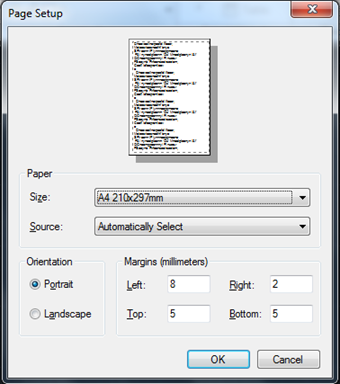 Page Setup
Paper
Size: A4 210x297mm
Source: Automatically Select
Orientation
Portrait
Landscape
Margins (millimeters)
Left: 8 Right: 2
Top: 5 Bottom: 5
OK Cancel